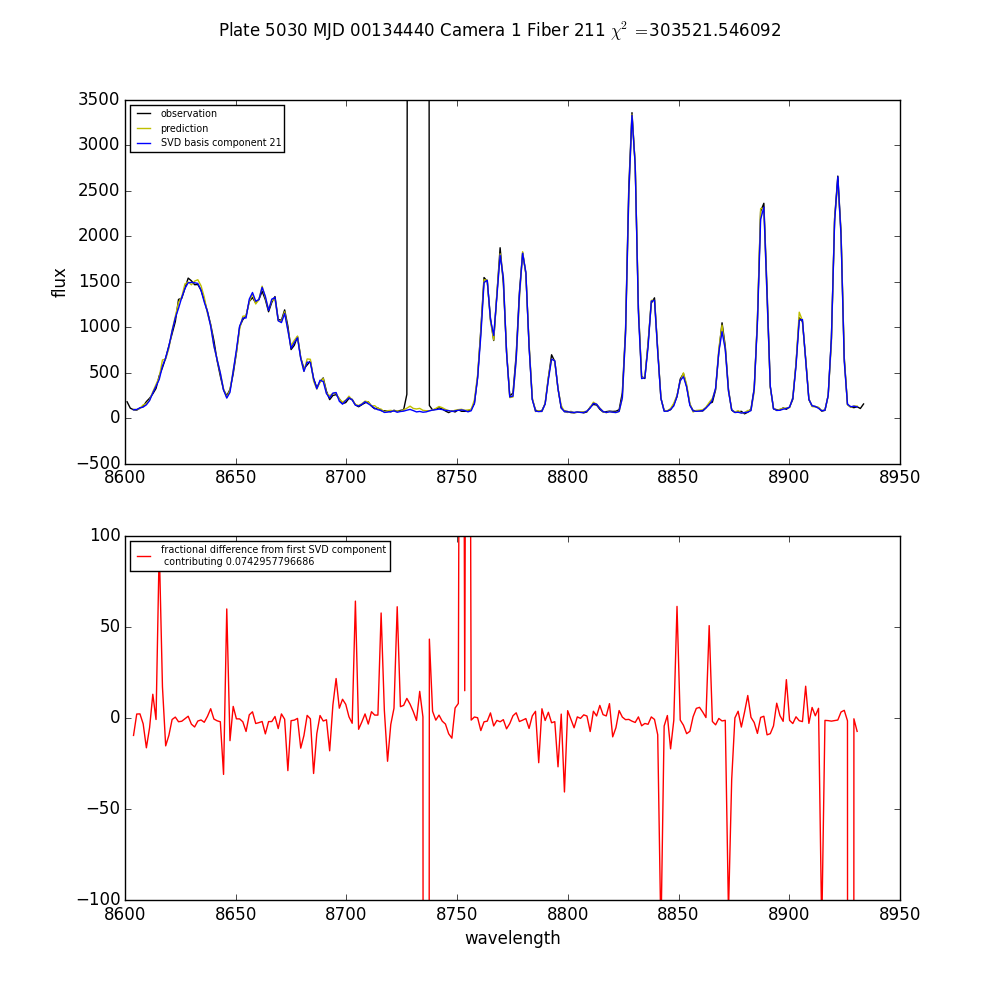 Plate 5030 MJD 00134440 Camera 1 Fiber 211 χ² =303521.546092
3500
3000
2500
2000
1500
1000
500
0
−500
flux
observation
prediction
SVD basis component 21
8600 8650 8700 8750 8800 8850 8900 8950
100
50
0
−50
−100
fractional difference from first SVD component
contributing 0.0742957796686
8600 8650 8700 8750 8800 8850 8900 8950
wavelength